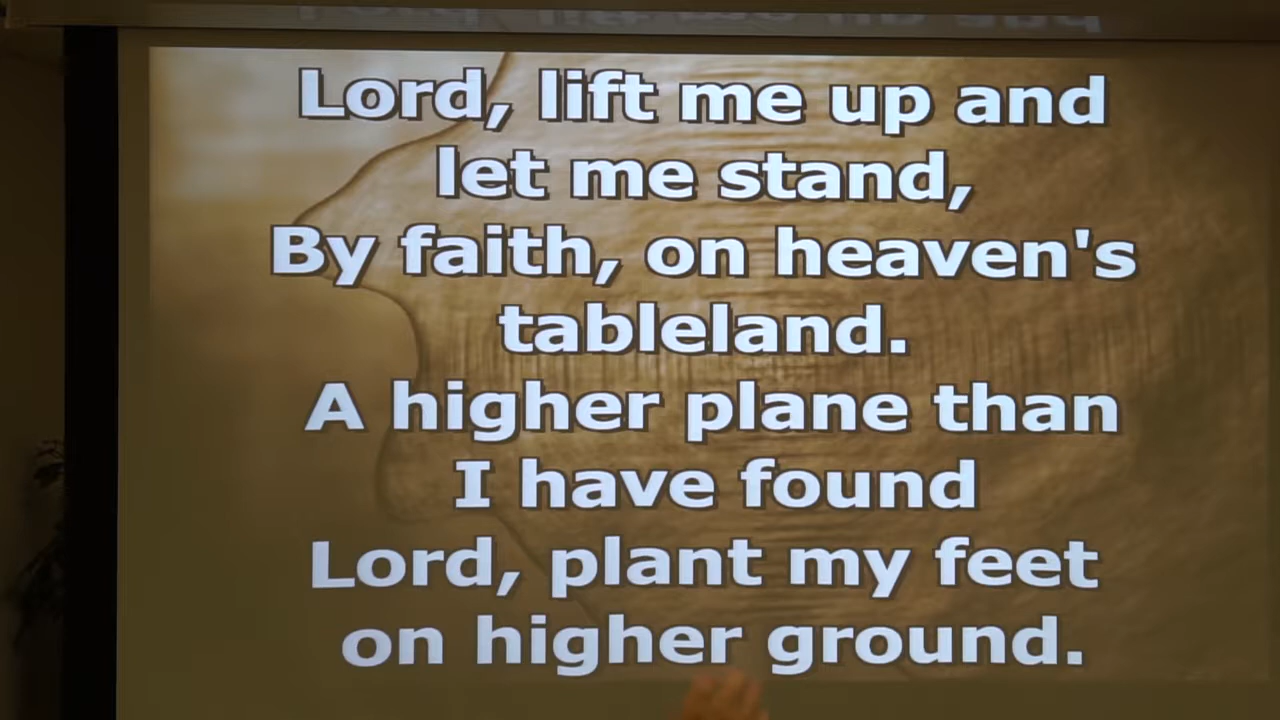 Lord, lift me up and
let me stand,
By faith, on heaven's
tableland.
A higher plane than
I have found
Lord, plant my feet
on higher ground.